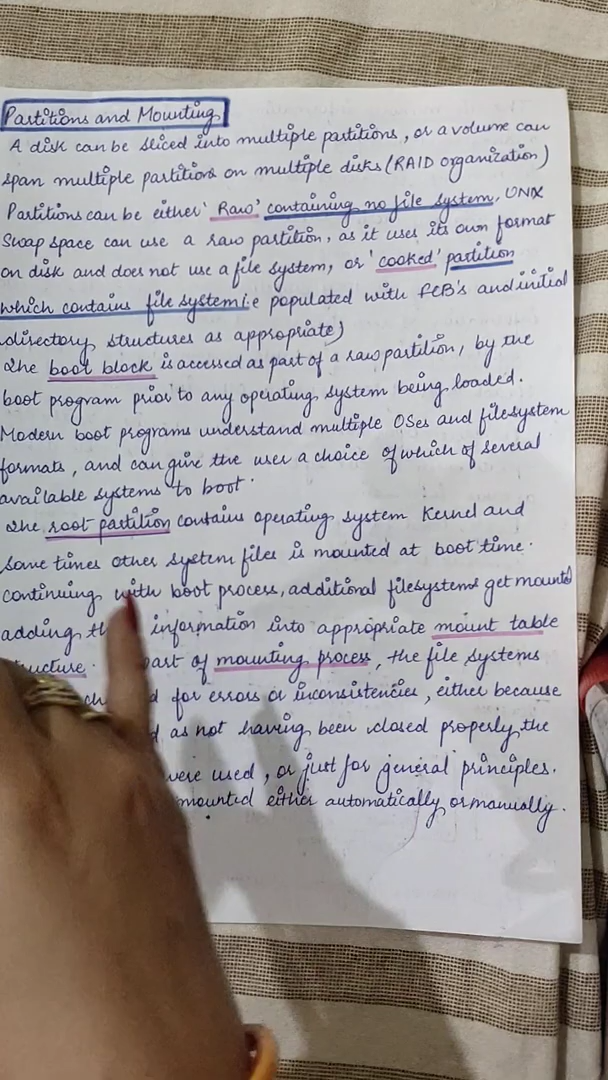 Partitions and Mounting
A disk can be sliced into multiple partitions, or a volume can
span multiple partitions on multiple disks (RAID organization)
Partitions can be either 'Raw' containing no file system, UNIX
Swap space can use a raw partition, as it uses its own format
on disk and does not use a file system, or 'cooked' partition
which contains file system i.e populated with FCB's and initial
directory structures as appropriate)
The boot block is accessed as part of a raw partition, by the
boot program prior to any operating system being loaded.
Modern boot programs understand multiple OSes and filesystem
formats, and can give the user a choice of which of several
available systems to boot.
The root partition contains operating system Kernel and
some times other system files is mounted at boot time.
continuing with boot process, additional filesystems get mounted
adding information into appropriate mount table
part of mounting process, the file systems
for errors or inconsistencies, either because
as not having been closed properly the
were used, or just for general principles.
mounted either automatically or manually.